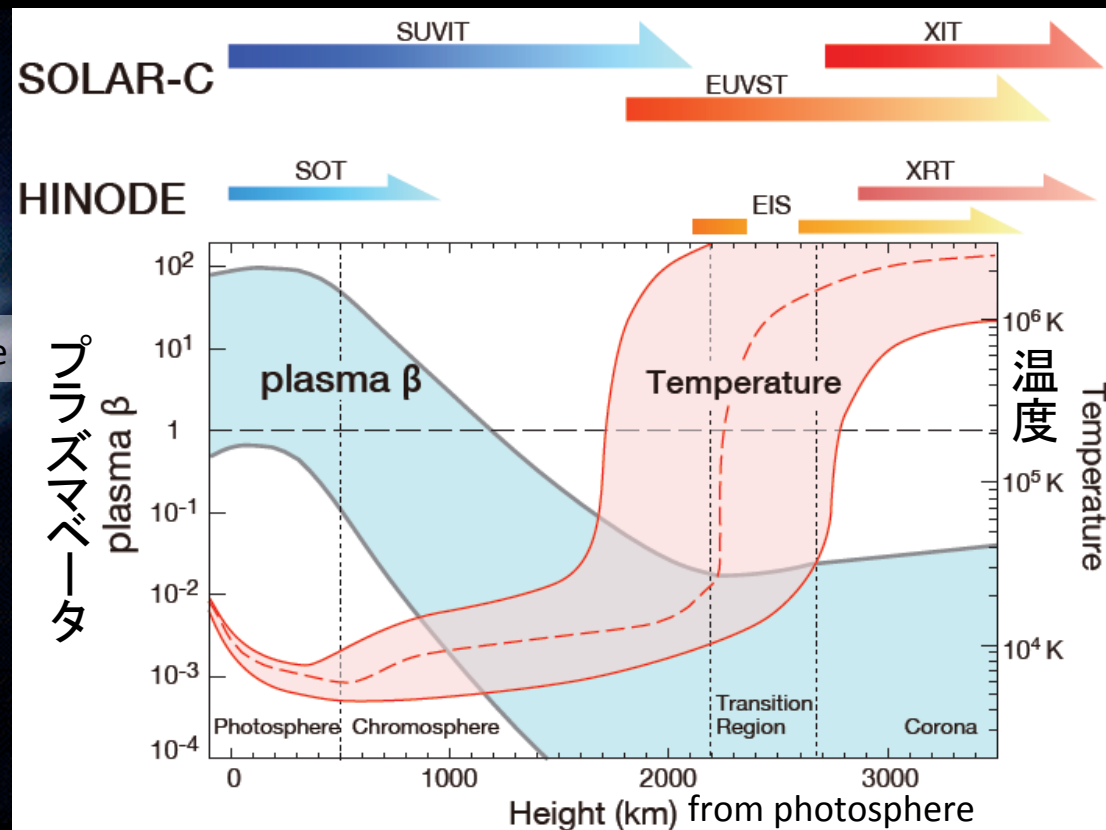 SUVIT
XIT
SOLAR-C
EUVST
SOT
XRT
HINODE
EIS
10²
10¹
1
10⁻¹
10⁻²
10⁻³
10⁻⁴
プラズマベータ
plasma β
plasma β
Temperature
10⁶ K
10⁵ K
10⁴ K
温度
Temperature
Photosphere
Chromosphere
Transition
Region
Corona
0 1000 2000 3000
Height (km) from photosphere
e